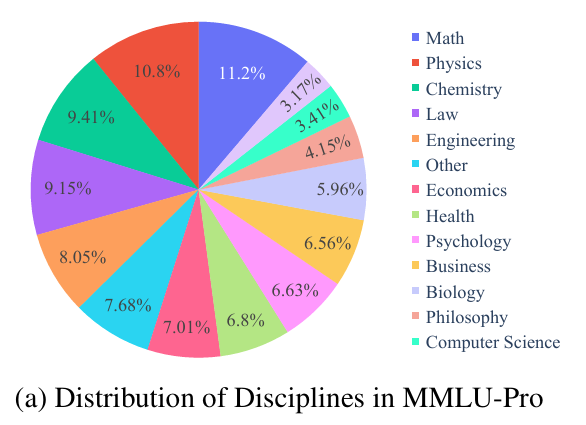 11.2%
3.17%
3.41%
4.15%
5.96%
6.56%
6.63%
6.8%
7.01%
7.68%
8.05%
9.15%
9.41%
10.8%
Math
Physics
Chemistry
Law
Engineering
Other
Economics
Health
Psychology
Business
Biology
Philosophy
Computer Science
(a) Distribution of Disciplines in MMLU-Pro